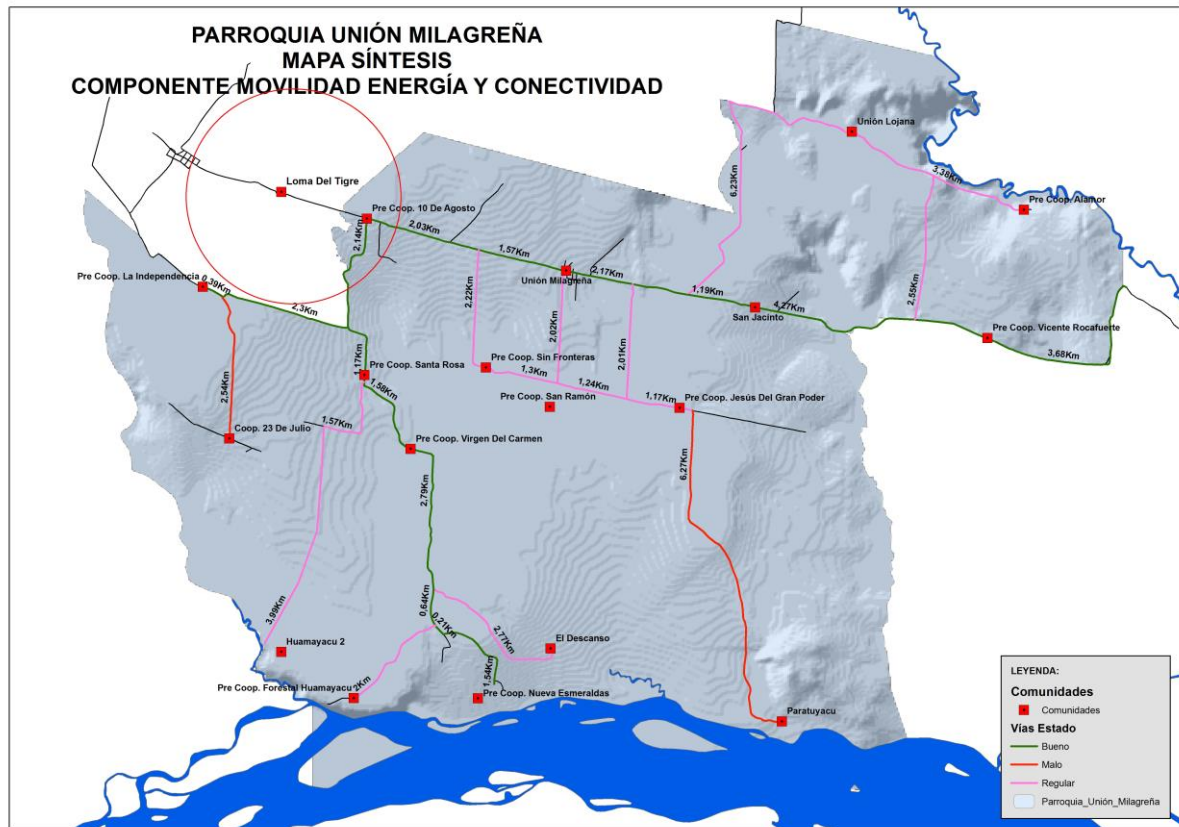 PARROQUIA UNIÓN MILAGREÑA
MAPA SÍNTESIS
COMPONENTE MOVILIDAD ENERGÍA Y CONECTIVIDAD
Unión Lojana
Loma Del Tigre
6,23Km
3,38Km
Pre Coop. Alamor
Pre Coop. 10 De Agosto
2,03Km
2,14Km
1,57Km
Pre Coop. La Independencia
0,39Km
Unión Milagreña
2,17Km
2,3Km
2,22Km
1,19Km
4,27Km
San Jacinto
2,55Km
2,02Km
2,01Km
Pre Coop. Vicente Rocafuerte
3,68Km
1,17Km
Pre Coop. Santa Rosa
Pre Coop. Sin Fronteras
1,3Km
1,24Km
1,58Km
2,54Km
Pre Coop. San Ramón
1,17Km
Pre Coop. Jesús Del Gran Poder
1,57Km
Coop. 23 De Julio
Pre Coop. Virgen Del Carmen
2,79Km
6,27Km
3,99Km
0,64Km
0,21Km
2,77Km
Huamayacu 2
El Descanso
1,54Km
Pre Coop. Forestal Huamayacu
2Km
Pre Coop. Nueva Esmeraldas
Paratuyacu
LEYENDA:
Comunidades
Comunidades
Vías Estado
Bueno
Malo
Regular
Parroquia_Unión_Milagreña